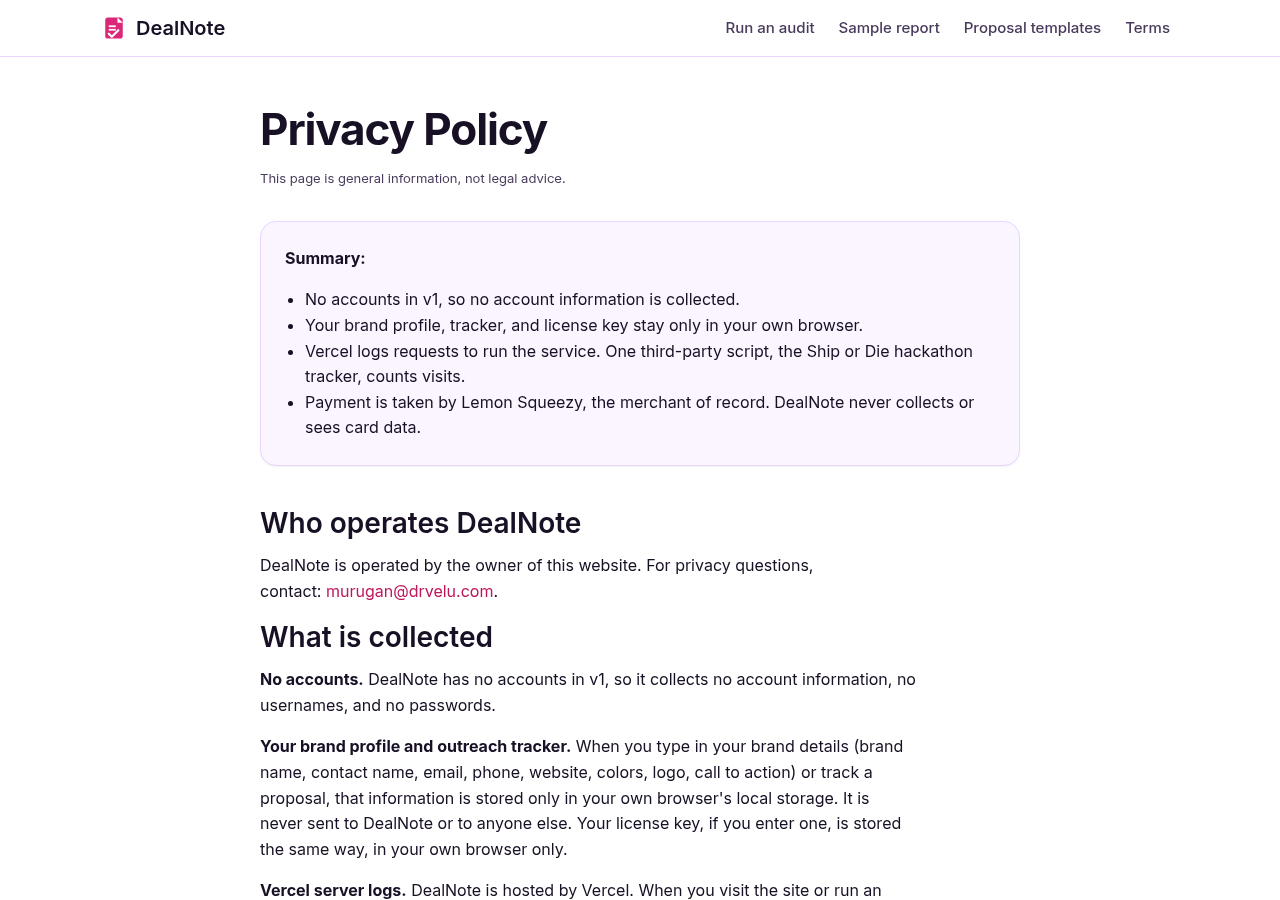 DealNote
Run an audit
Sample report
Proposal templates
Terms
Privacy Policy
This page is general information, not legal advice.
Summary:
• No accounts in v1, so no account information is collected.
• Your brand profile, tracker, and license key stay only in your own browser.
• Vercel logs requests to run the service. One third-party script, the Ship or Die hackathon
tracker, counts visits.
• Payment is taken by Lemon Squeezy, the merchant of record. DealNote never collects or
sees card data.
Who operates DealNote
DealNote is operated by the owner of this website. For privacy questions,
contact: murugan@drvelu.com.
What is collected
No accounts. DealNote has no accounts in v1, so it collects no account information, no
usernames, and no passwords.
Your brand profile and outreach tracker. When you type in your brand details (brand
name, contact name, email, phone, website, colors, logo, call to action) or track a
proposal, that information is stored only in your own browser's local storage. It is
never sent to DealNote or to anyone else. Your license key, if you enter one, is stored
the same way, in your own browser only.
Vercel server logs. DealNote is hosted by Vercel. When you visit the site or run an